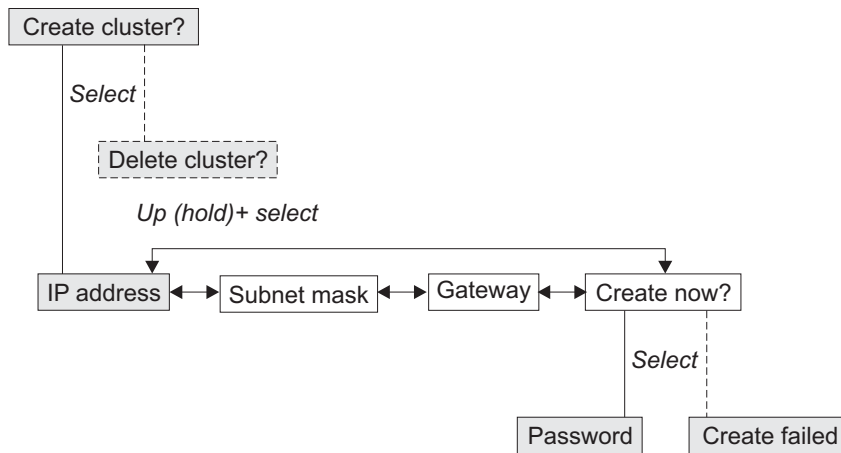 Create cluster?
Select
Delete cluster?
Up (hold)+ select
IP address
Subnet mask
Gateway
Create now?
Select
Password
Create failed